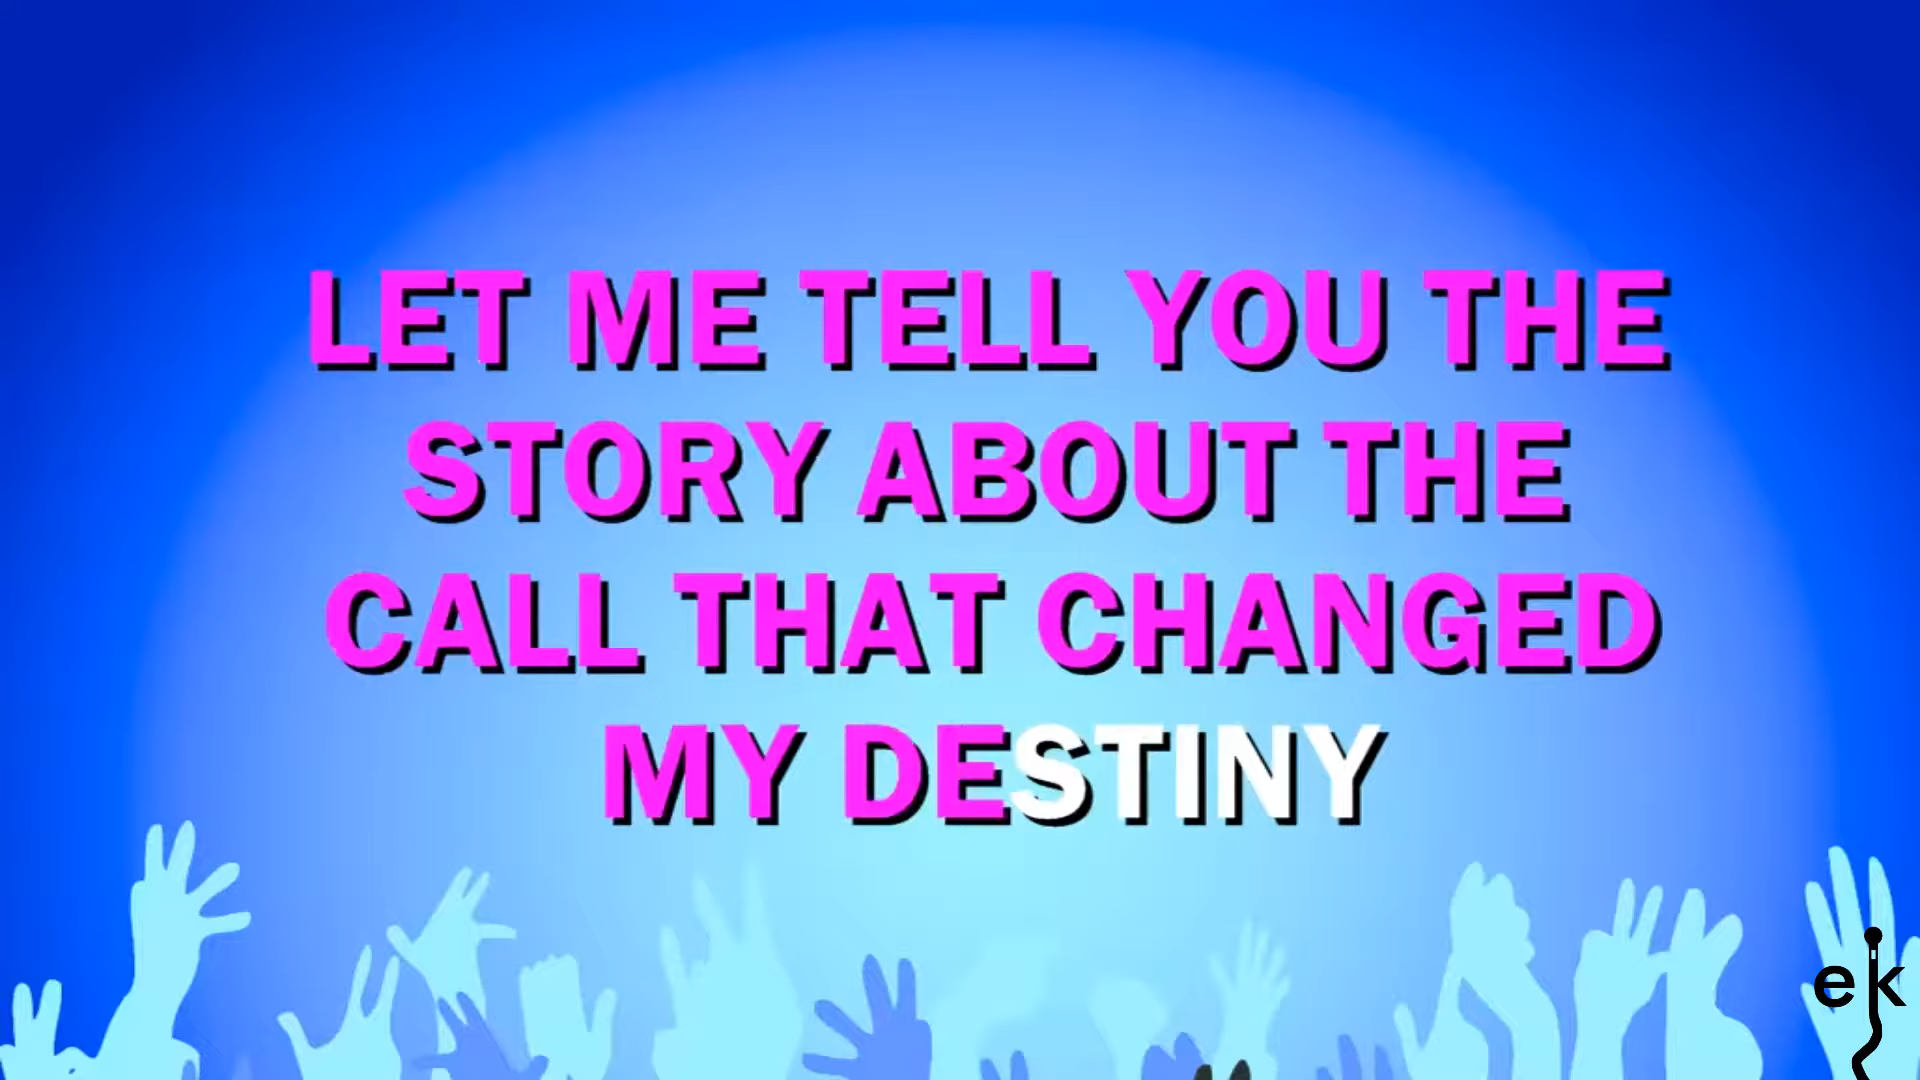 LET ME TELL YOU THE
STORY ABOUT THE
CALL THAT CHANGED
MY DESTINY
ek